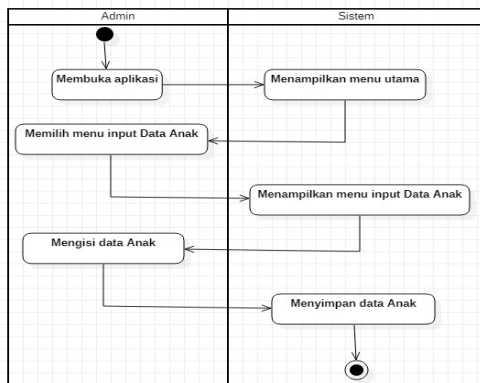 Admin
Sistem
Membuka aplikasi
Menampilkan menu utama
Memilih menu input Data Anak
Menampilkan menu input Data Anak
Mengisi data Anak
Menyimpan data Anak